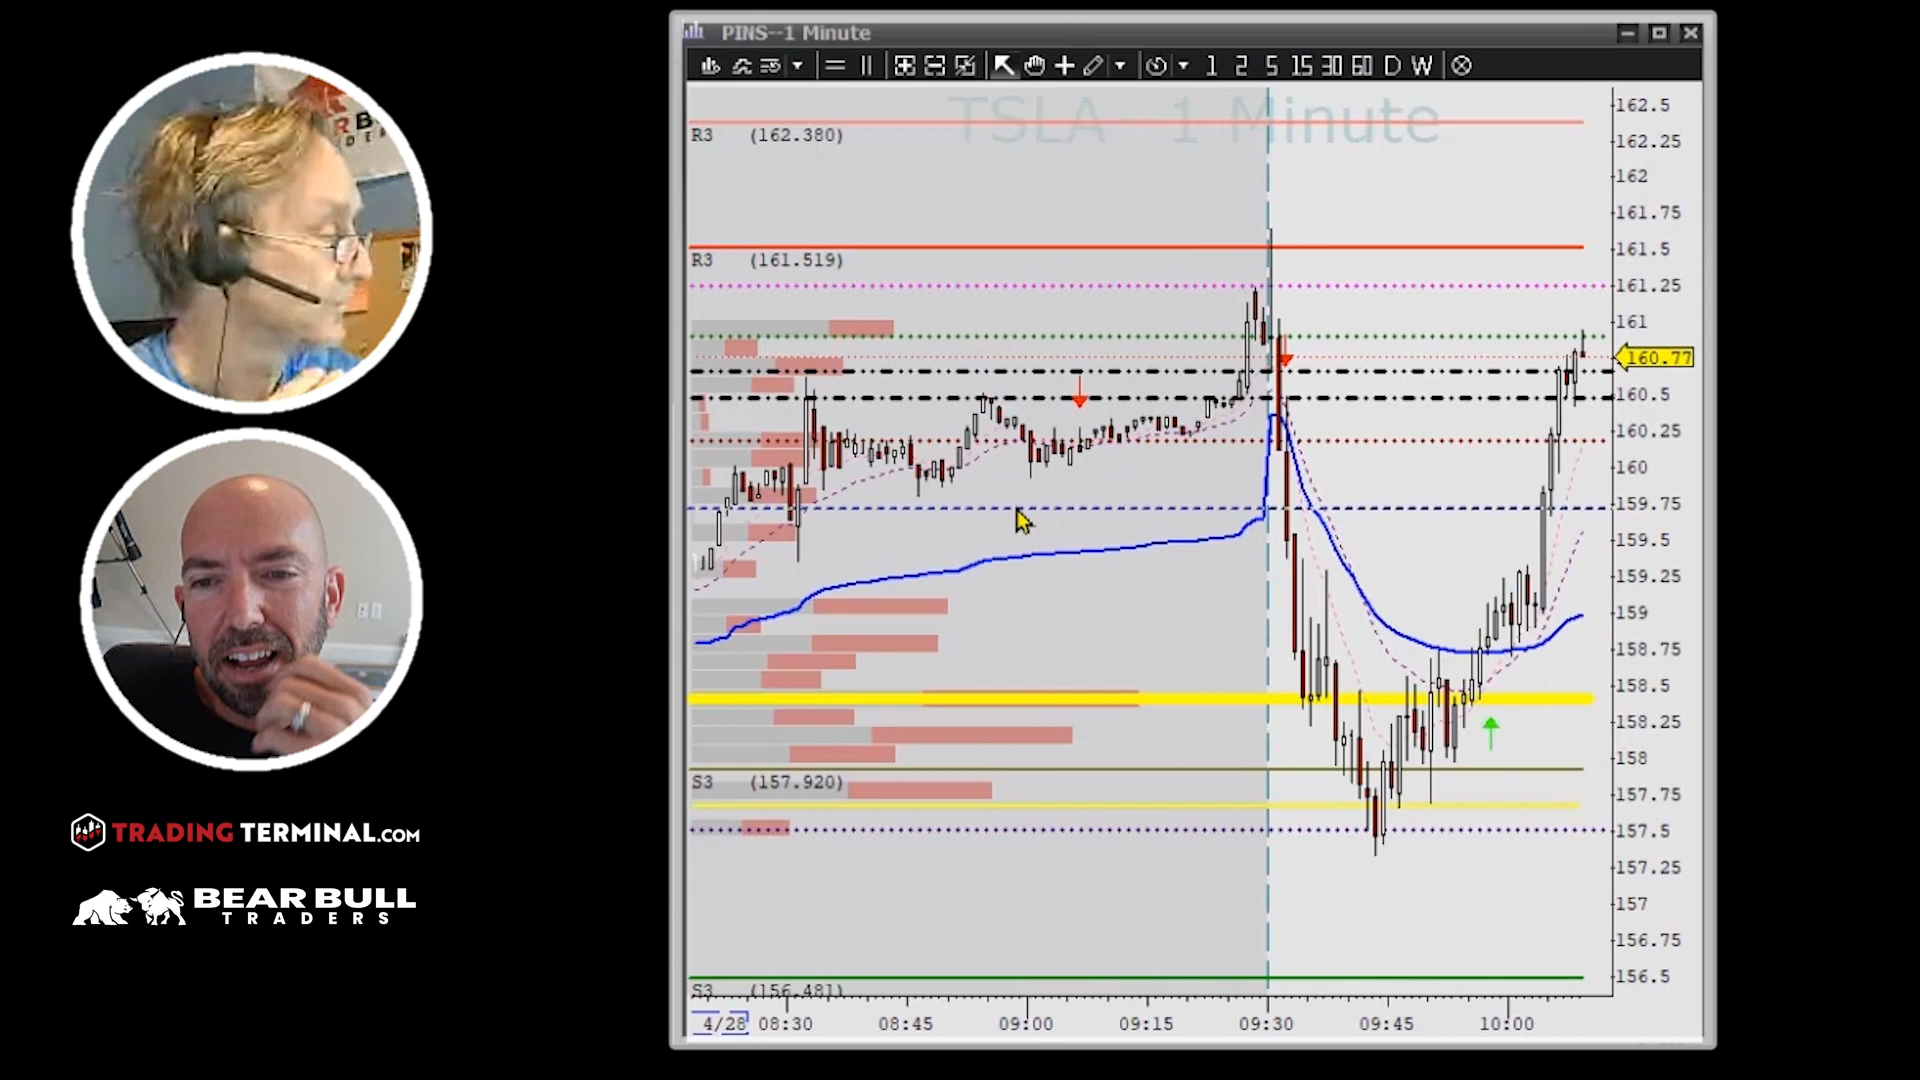 PINS--1 Minute
1 2 5 15 30 60 D W
TSLA--1 Minute
R3 (162.380)
R3 (161.519)
S3 (157.920)
S3 (156.481)
162.5
162.25
162
161.75
161.5
161.25
161
160.77
160.5
160.25
160
159.75
159.5
159.25
159
158.75
158.5
158.25
158
157.75
157.5
157.25
157
156.75
156.5
4/28 08:30 08:45 09:00 09:15 09:30 09:45 10:00
TRADING TERMINAL.COM
BEAR BULL
TRADERS